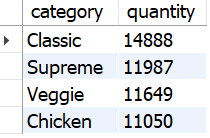 category quantity
Classic 14888
Supreme 11987
Veggie 11649
Chicken 11050